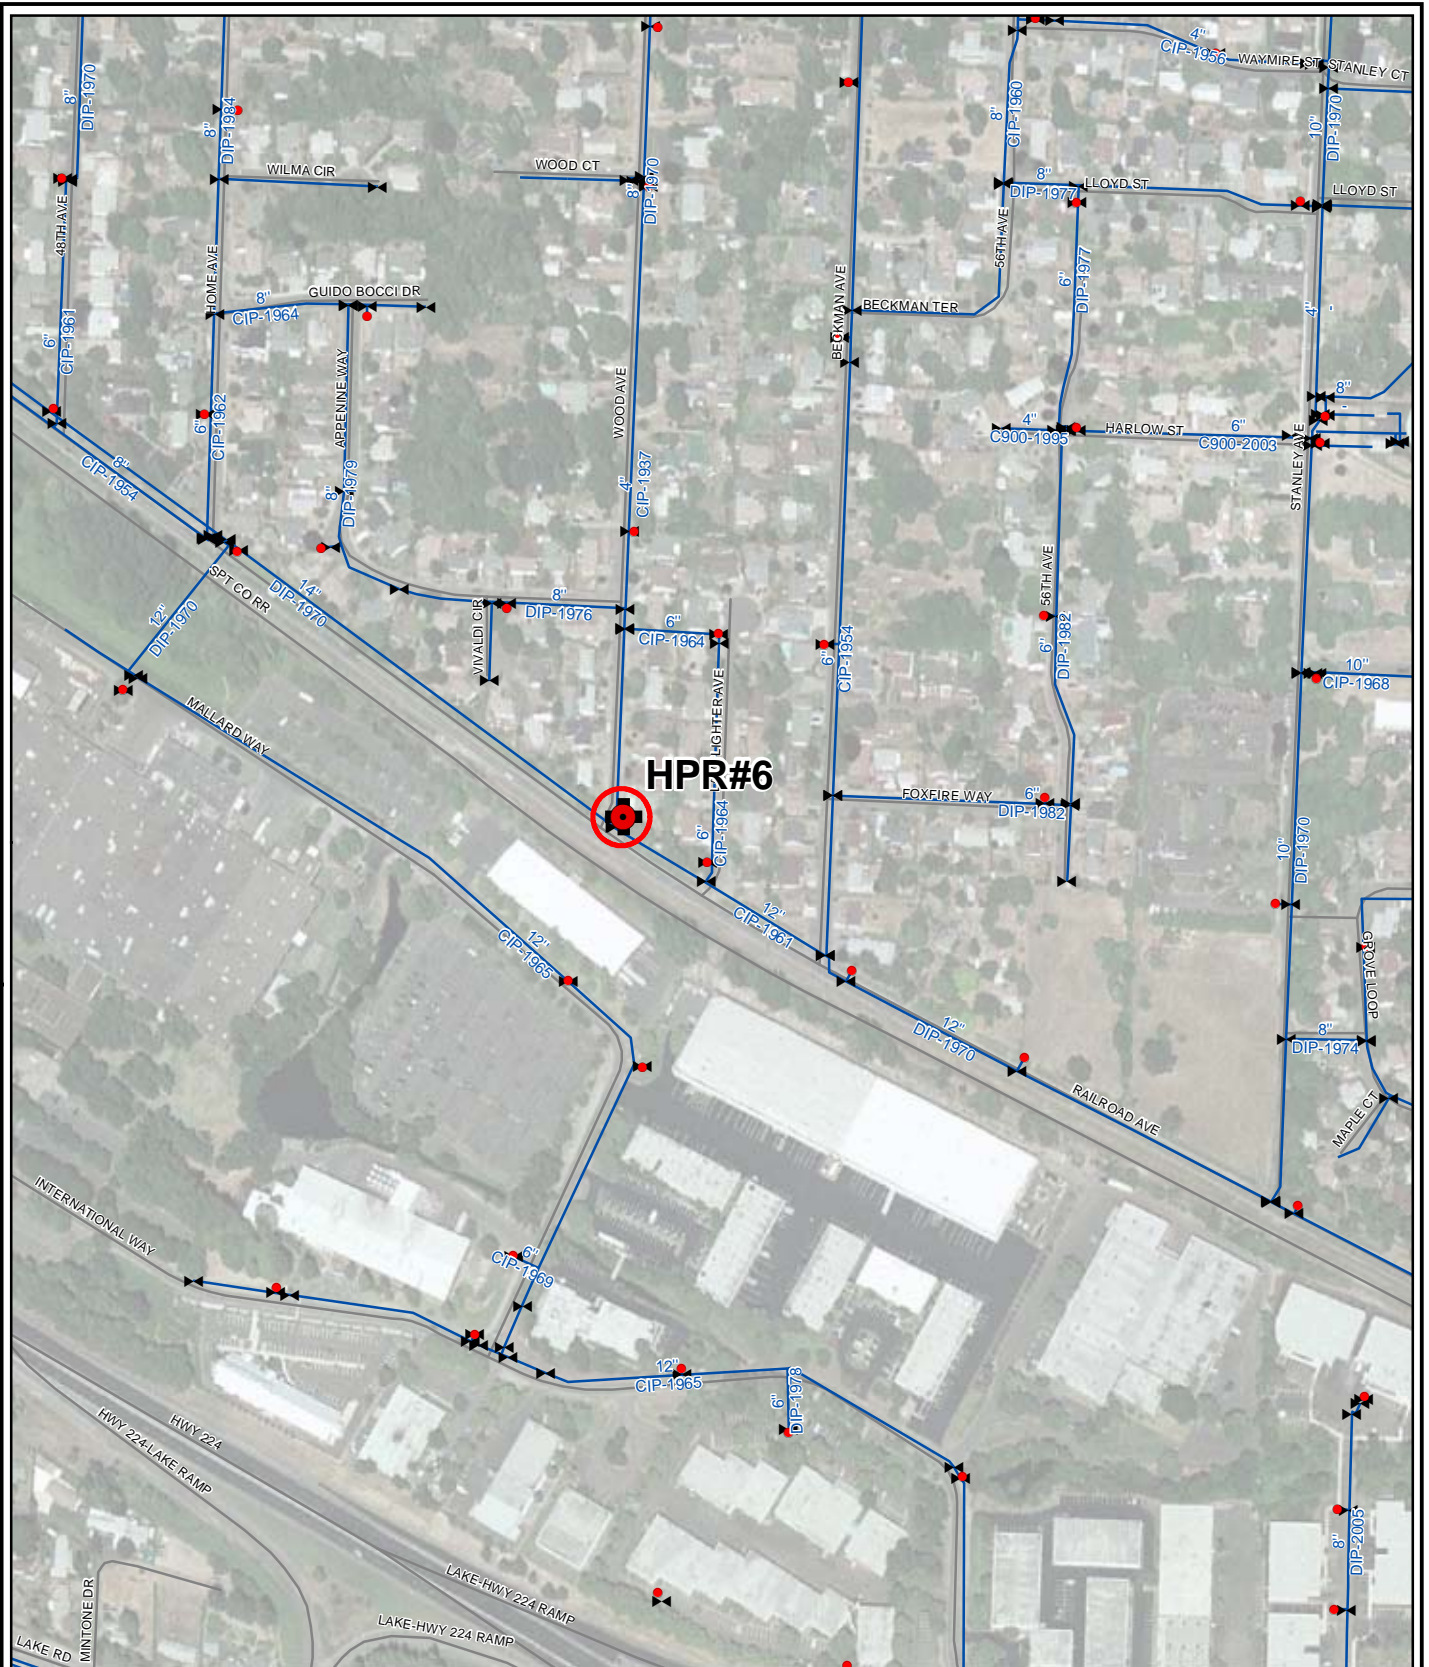 4"
CIP-1956
WAYMIRE ST
STANLEY CT
8"
DIP-1970
8"
DIP-1984
8"
CIP-1960
10"
DIP-1970
WILMA CIR
WOOD CT
8"
DIP-1970
8"
DIP-1977
LLOYD ST
LLOYD ST
48TH AVE
HOME AVE
56TH AVE
6"
DIP-1977
GUIDO BOCCI DR
8"
CIP-1964
BECKMAN AVE
BECKMAN TER
4"
-
6"
CIP-1961
APPENINE WAY
WOOD AVE
8"
-
6"
CIP-1962
4"
C900-1995
HARLOW ST
6"
C900-2003
STANLEY AVE
8"
CIP-1954
8"
DIP-1979
4"
CIP-1937
SPT CO RR
14"
DIP-1970
12"
DIP-1970
56TH AVE
VIVALDI CIR
8"
DIP-1976
6"
CIP-1964
6"
CIP-1954
6"
DIP-1982
10"
CIP-1968
MALLARD WAY
LIGHTER AVE
HPR#6
FOXFIRE WAY
6"
DIP-1982
6"
CIP-1964
10"
DIP-1970
12"
CIP-1961
12"
CIP-1965
GROVE LOOP
12"
DIP-1970
8"
DIP-1974
RAILROAD AVE
MAPLE CT
INTERNATIONAL WAY
6"
CIP-1969
12"
CIP-1965
6"
DIP-1978
HWY 224
HWY 224-LAKE RAMP
8"
DIP-2005
LAKE-HWY 224 RAMP
LAKE-HWY 224 RAMP
MINTONE DR
LAKE RD